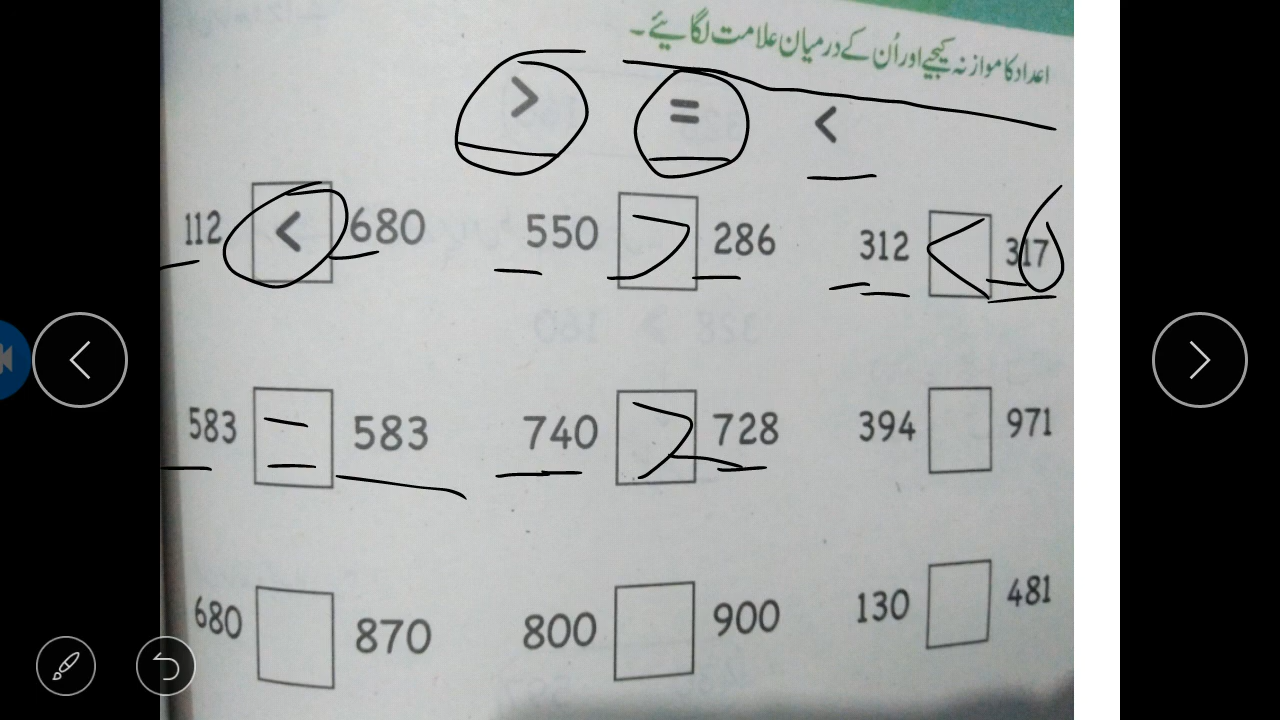 اعداد کا موازنہ کیجیے اور اُن کے درمیان علامت لگائیے۔
> = <
112 < 680 550 > 286 312 < 317
583 = 583 740 > 728 394 971
680 870 800 900 130 481